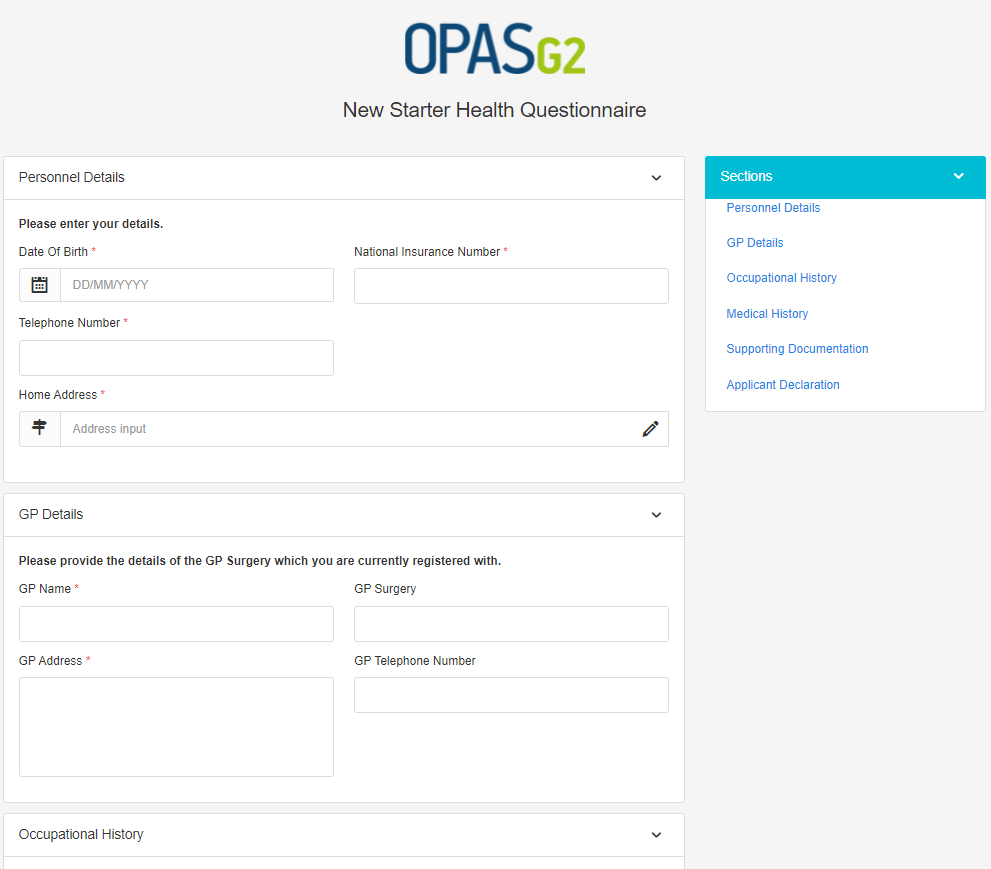 OPASG2
New Starter Health Questionnaire
Personnel Details
Please enter your details.
Date Of Birth *
National Insurance Number *
DD/MM/YYYY
Telephone Number *
Home Address *
Address input
GP Details
Please provide the details of the GP Surgery which you are currently registered with.
GP Name *
GP Surgery
GP Address *
GP Telephone Number
Occupational History
Sections
Personnel Details
GP Details
Occupational History
Medical History
Supporting Documentation
Applicant Declaration